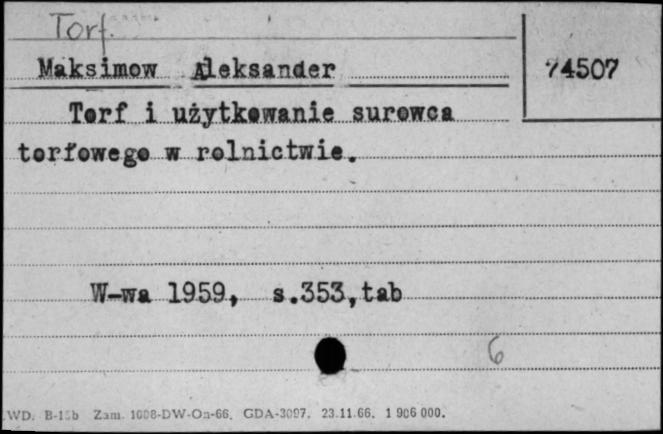 Torf.
Maksimow Aleksander 74507
Torf i użytkowanie surowca
torfowego w rolnictwie.
W-wa 1959, s.353,tab
6
WD. Zam. 1008-DW-On-66. GDA-3097. 23.11.66. 1 906 000.